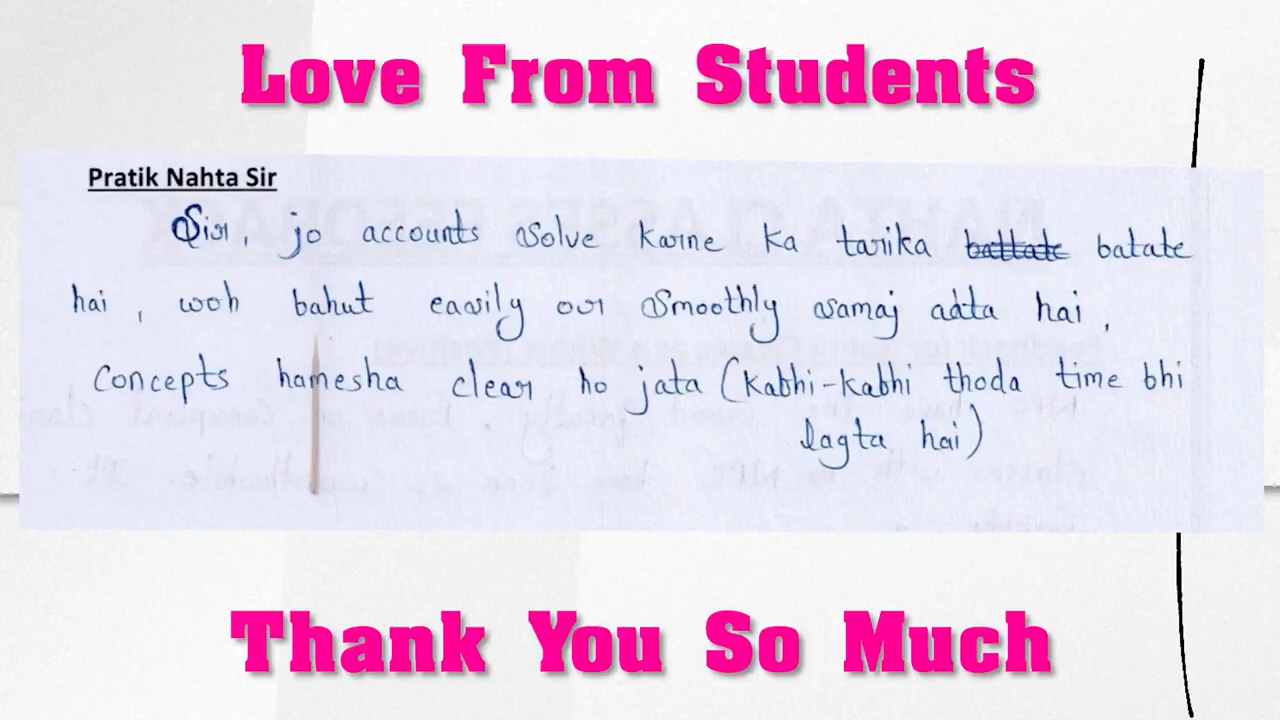 Love From Students
Pratik Nahta Sir
Sir, jo accounts solve karne ka tarika battate batate
hai, woh bahut easily our smoothly samaj adta hai,
concepts hamesha clear ho jata (kabhi-kabhi thoda time bhi
lagta hai)
Thank You So Much